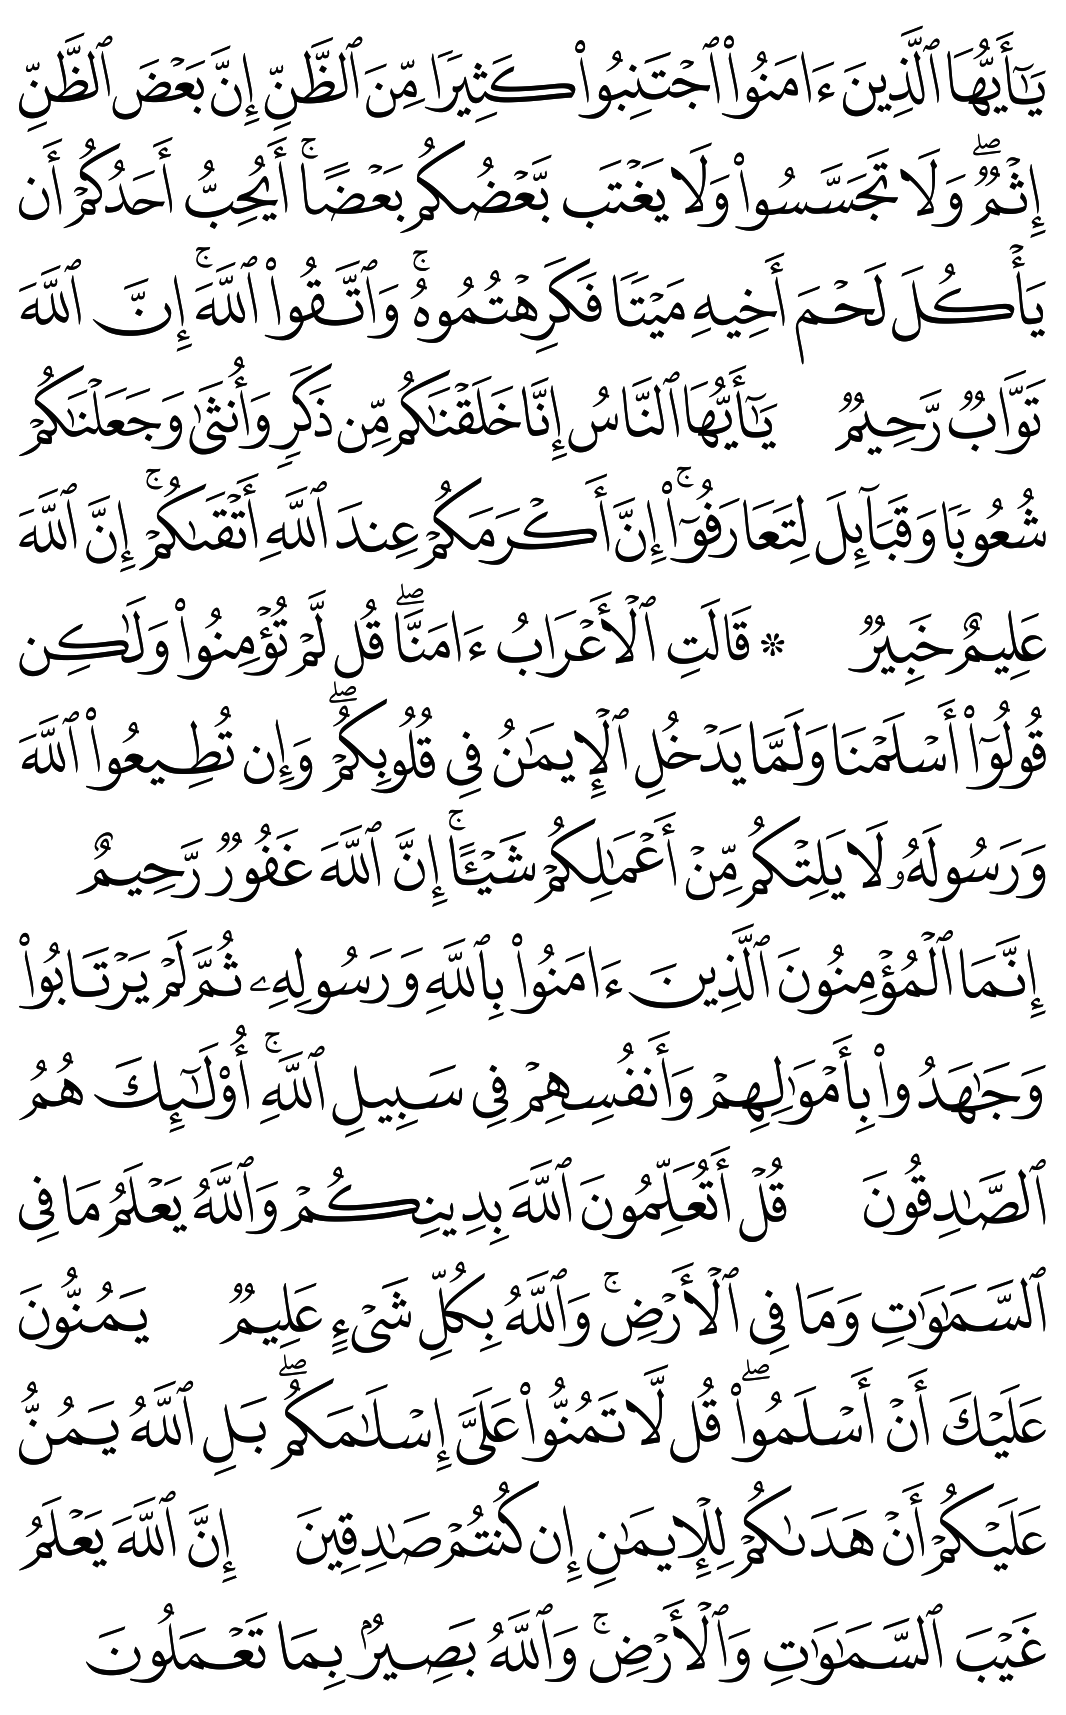 يَٰٓأَيُّهَا ٱلَّذِينَ ءَامَنُوا۟ ٱجْتَنِبُوا۟ كَثِيرًا مِّنَ ٱلظَّنِّ إِنَّ بَعْضَ ٱلظَّنِّ
إِثْمٌ ۖ وَلَا تَجَسَّسُوا۟ وَلَا يَغْتَب بَّعْضُكُم بَعْضًا ۚ أَيُحِبُّ أَحَدُكُمْ أَن
يَأْكُلَ لَحْمَ أَخِيهِ مَيْتًا فَكَرِهْتُمُوهُ ۚ وَٱتَّقُوا۟ ٱللَّهَ ۚ إِنَّ ٱللَّهَ
تَوَّابٌ رَّحِيمٌ يَٰٓأَيُّهَا ٱلنَّاسُ إِنَّا خَلَقْنَٰكُم مِّن ذَكَرٍ وَأُنثَىٰ وَجَعَلْنَٰكُمْ
شُعُوبًا وَقَبَآئِلَ لِتَعَارَفُوٓا۟ ۚ إِنَّ أَكْرَمَكُمْ عِندَ ٱللَّهِ أَتْقَىٰكُمْ ۚ إِنَّ ٱللَّهَ
عَلِيمٌ خَبِيرٌ * قَالَتِ ٱلْأَعْرَابُ ءَامَنَّا ۖ قُل لَّمْ تُؤْمِنُوا۟ وَلَٰكِن
قُولُوٓا۟ أَسْلَمْنَا وَلَمَّا يَدْخُلِ ٱلْإِيمَٰنُ فِى قُلُوبِكُمْ ۖ وَإِن تُطِيعُوا۟ ٱللَّهَ
وَرَسُولَهُۥ لَا يَلِتْكُم مِّنْ أَعْمَٰلِكُمْ شَيْـًٔا ۚ إِنَّ ٱللَّهَ غَفُورٌ رَّحِيمٌ
إِنَّمَا ٱلْمُؤْمِنُونَ ٱلَّذِينَ ءَامَنُوا۟ بِٱللَّهِ وَرَسُولِهِۦ ثُمَّ لَمْ يَرْتَابُوا۟
وَجَٰهَدُوا۟ بِأَمْوَٰلِهِمْ وَأَنفُسِهِمْ فِى سَبِيلِ ٱللَّهِ ۚ أُو۟لَٰٓئِكَ هُمُ
ٱلصَّٰدِقُونَ قُلْ أَتُعَلِّمُونَ ٱللَّهَ بِدِينِكُمْ وَٱللَّهُ يَعْلَمُ مَا فِى
ٱلسَّمَٰوَٰتِ وَمَا فِى ٱلْأَرْضِ ۚ وَٱللَّهُ بِكُلِّ شَىْءٍ عَلِيمٌ يَمُنُّونَ
عَلَيْكَ أَنْ أَسْلَمُوا۟ ۖ قُل لَّا تَمُنُّوا۟ عَلَىَّ إِسْلَٰمَكُم ۖ بَلِ ٱللَّهُ يَمُنُّ
عَلَيْكُمْ أَنْ هَدَىٰكُمْ لِلْإِيمَٰنِ إِن كُنتُمْ صَٰدِقِينَ إِنَّ ٱللَّهَ يَعْلَمُ
غَيْبَ ٱلسَّمَٰوَٰتِ وَٱلْأَرْضِ ۚ وَٱللَّهُ بَصِيرٌۢ بِمَا تَعْمَلُونَ